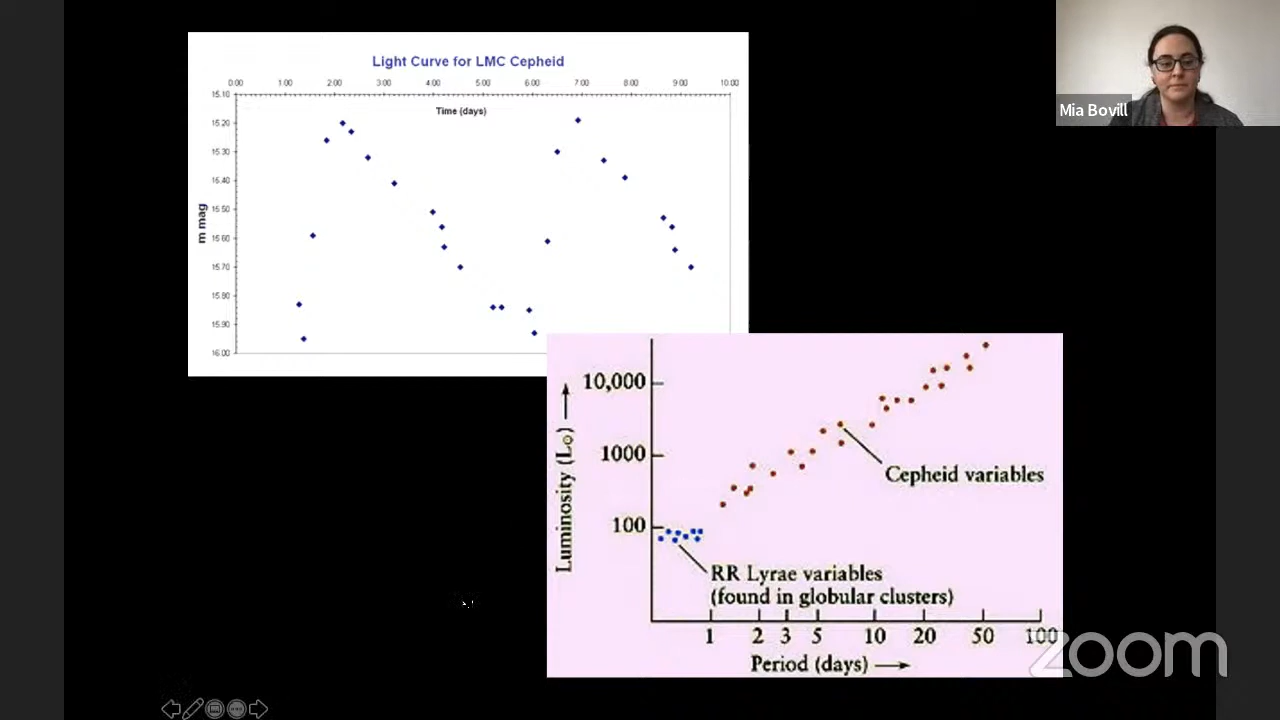 Light Curve for LMC Cepheid
0.00 1.00 2.00 3.00 4.00 5.00 6.00 7.00 8.00 9.00 10.00
Time (days)
15.10
15.20
15.30
15.40
15.50
15.60
15.70
15.80
15.90
16.00
m mag
Mia Bovill
10,000
1000
100
Luminosity (L⊙)
Cepheid variables
RR Lyrae variables
(found in globular clusters)
1 2 3 5 10 20 50 100
Period (days)
zoom